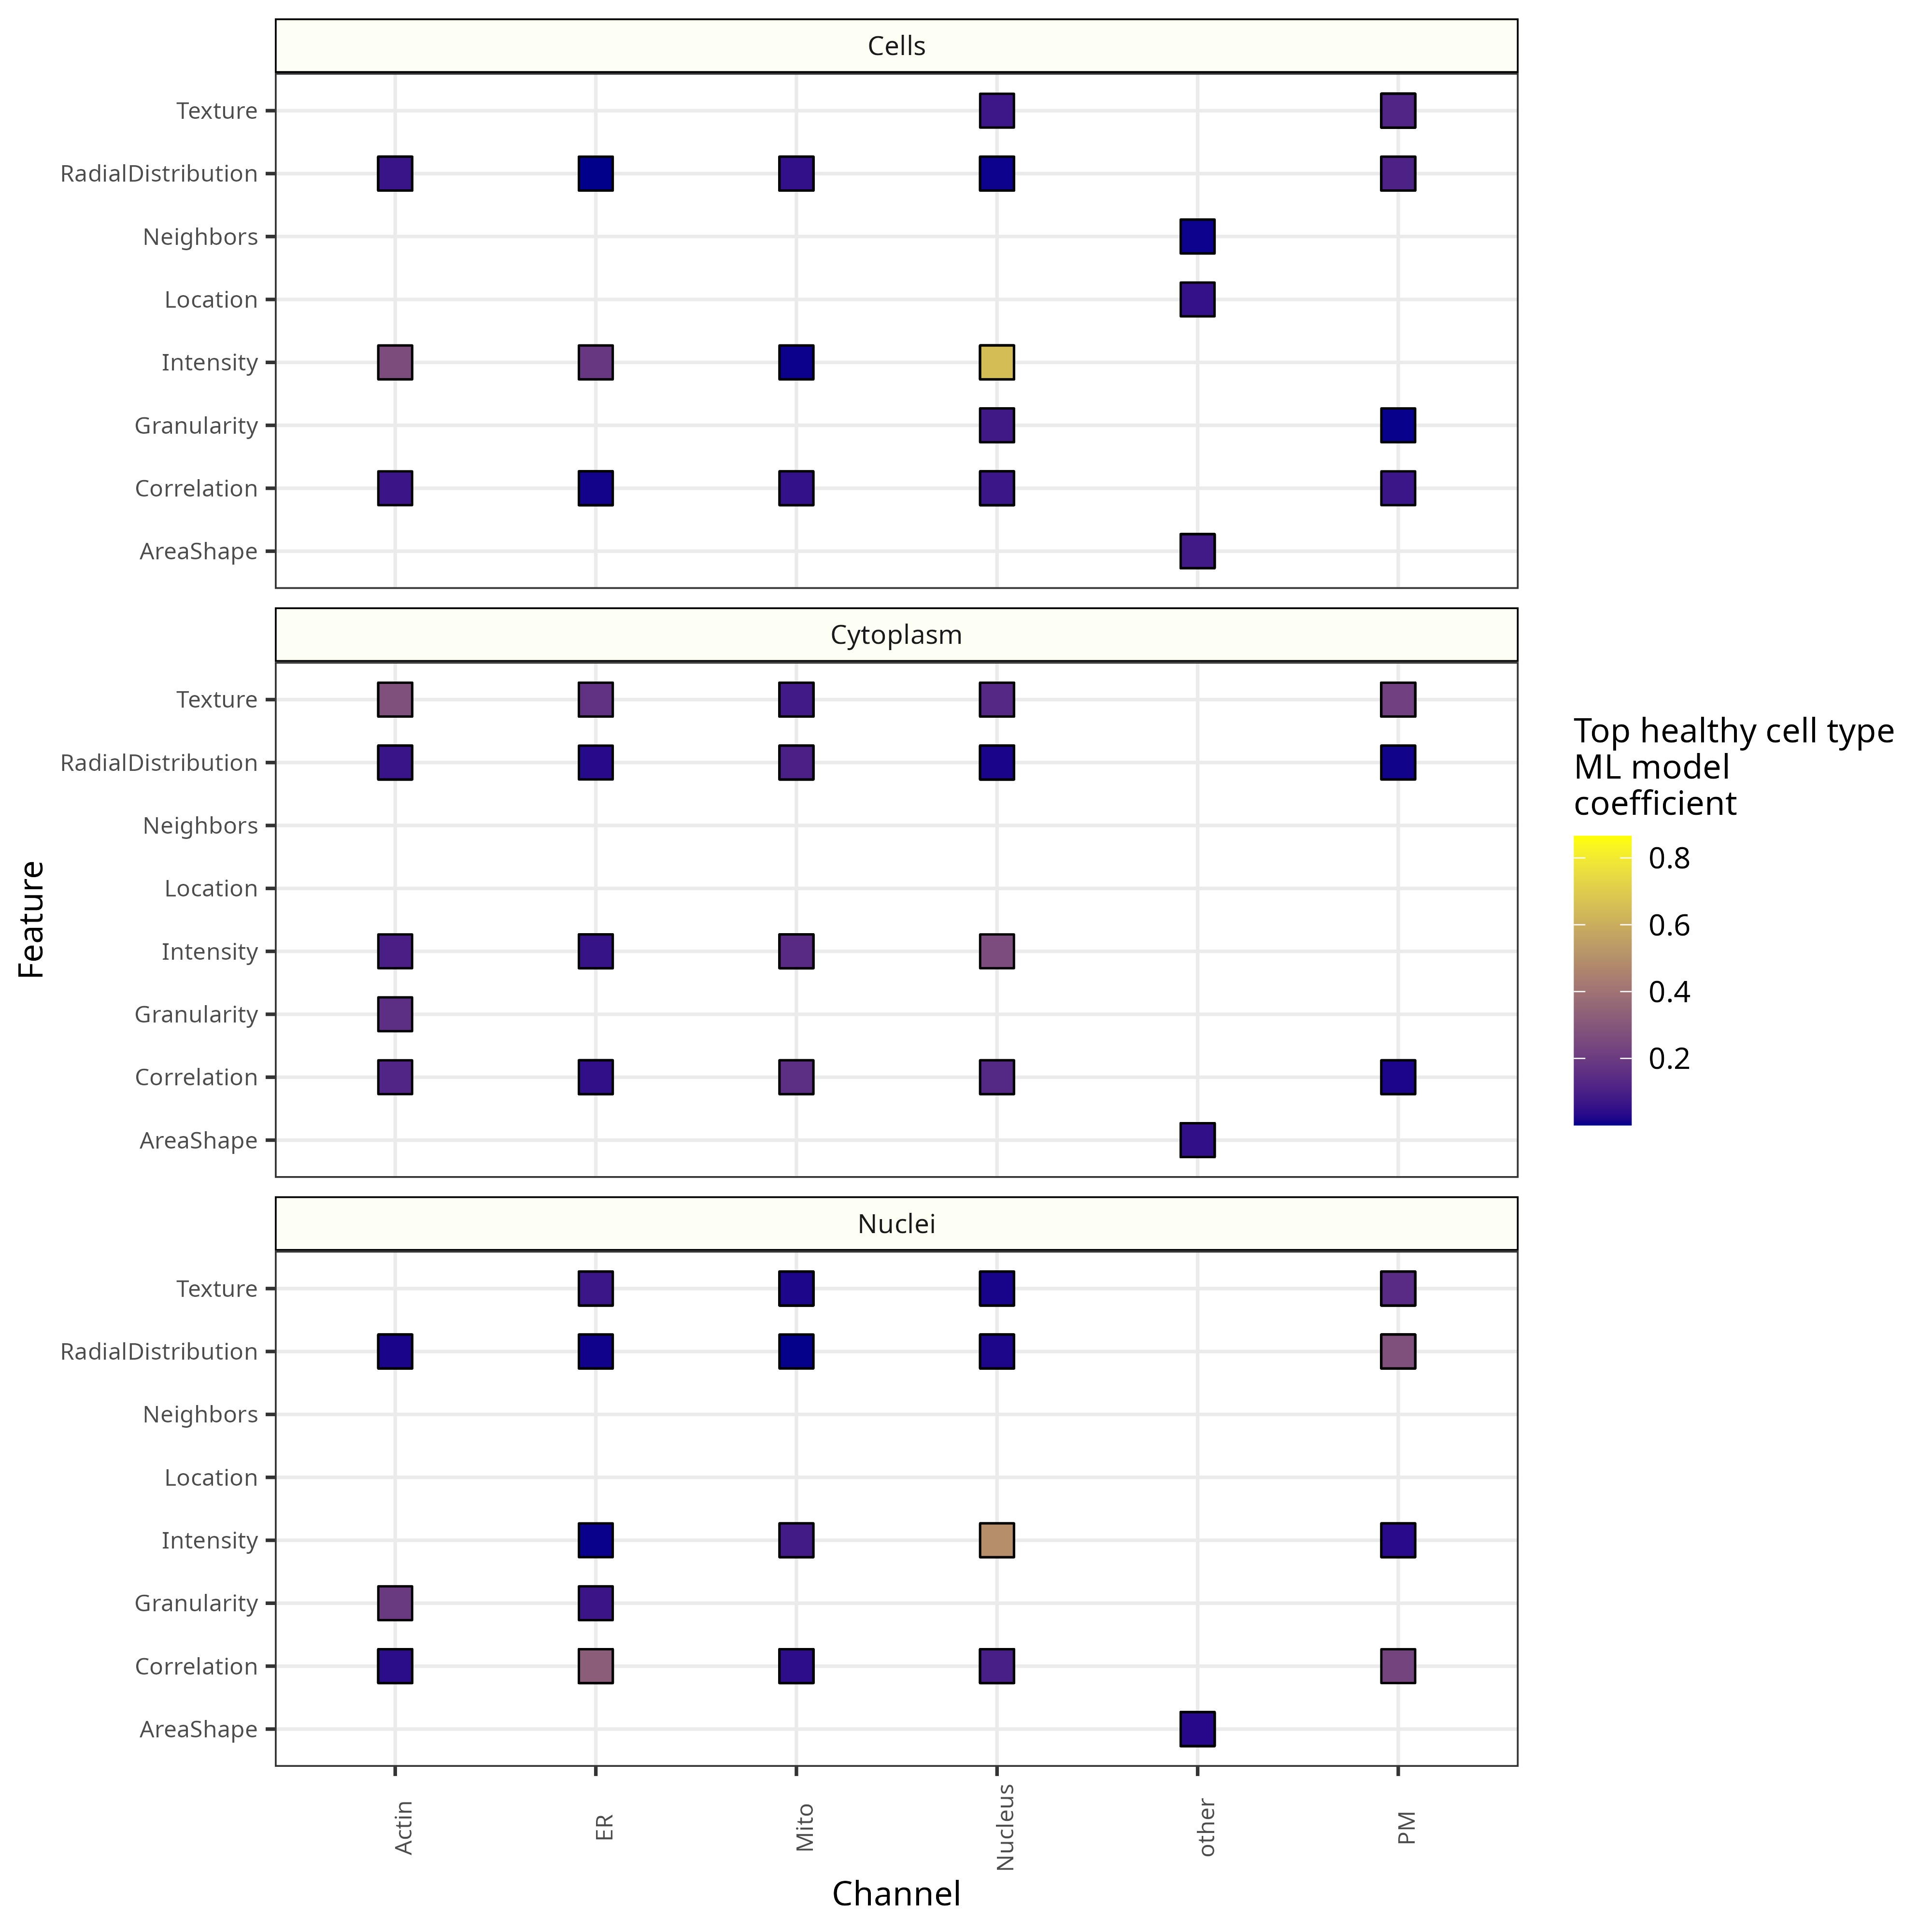 Cells
Texture
RadialDistribution
Neighbors
Location
Intensity
Granularity
Correlation
AreaShape
Cytoplasm
Texture
RadialDistribution
Neighbors
Location
Intensity
Granularity
Correlation
AreaShape
Nuclei
Texture
RadialDistribution
Neighbors
Location
Intensity
Granularity
Correlation
AreaShape
Feature
Actin
ER
Mito
Nucleus
other
PM
Channel
Top healthy cell type
ML model
coefficient
0.8
0.6
0.4
0.2